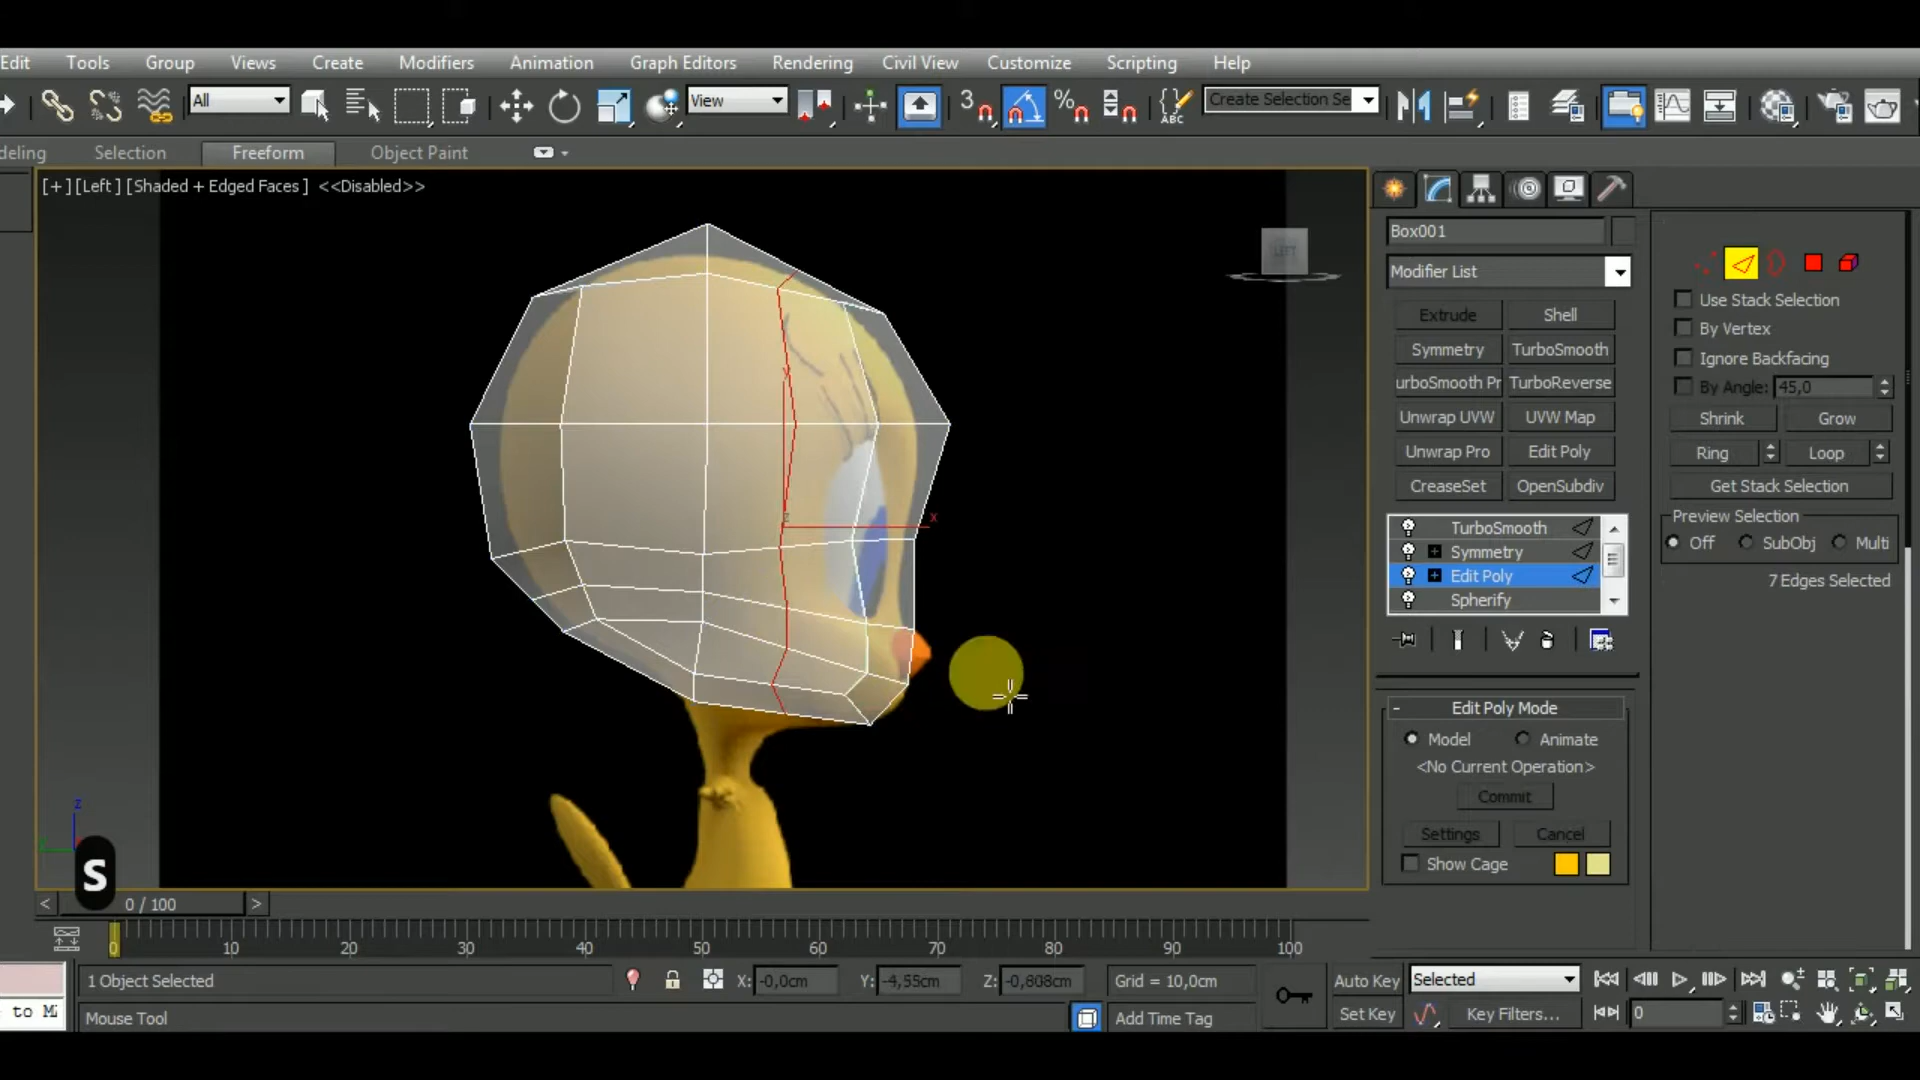 Edit Tools Group Views Create Modifiers Animation Graph Editors Rendering Civil View Customize Scripting Help
All View 3 % ABC Create Selection Se
deling Selection Freeform Object Paint
[+][Left][Shaded + Edged Faces] <<Disabled>>
LEFT
Box001
Modifier List
Extrude Shell
Symmetry TurboSmooth
urboSmooth Pr TurboReverse
Unwrap UVW UVW Map
Unwrap Pro Edit Poly
CreaseSet OpenSubdiv
TurboSmooth
Symmetry
Edit Poly
Spherify
Edit Poly Mode
Model Animate
<No Current Operation>
Commit
Settings Cancel
Show Cage
Use Stack Selection
By Vertex
Ignore Backfacing
By Angle: 45,0
Shrink Grow
Ring Loop
Get Stack Selection
Preview Selection
Off SubObj Multi
7 Edges Selected
y
z x
z
S
< 0 / 100 >
0 10 20 30 40 50 60 70 80 90 100
1 Object Selected X: -0,0cm Y: -4,55cm Z: -0,808cm Grid = 10,0cm Auto Key Selected
to Mi Mouse Tool Add Time Tag Set Key Key Filters... 0